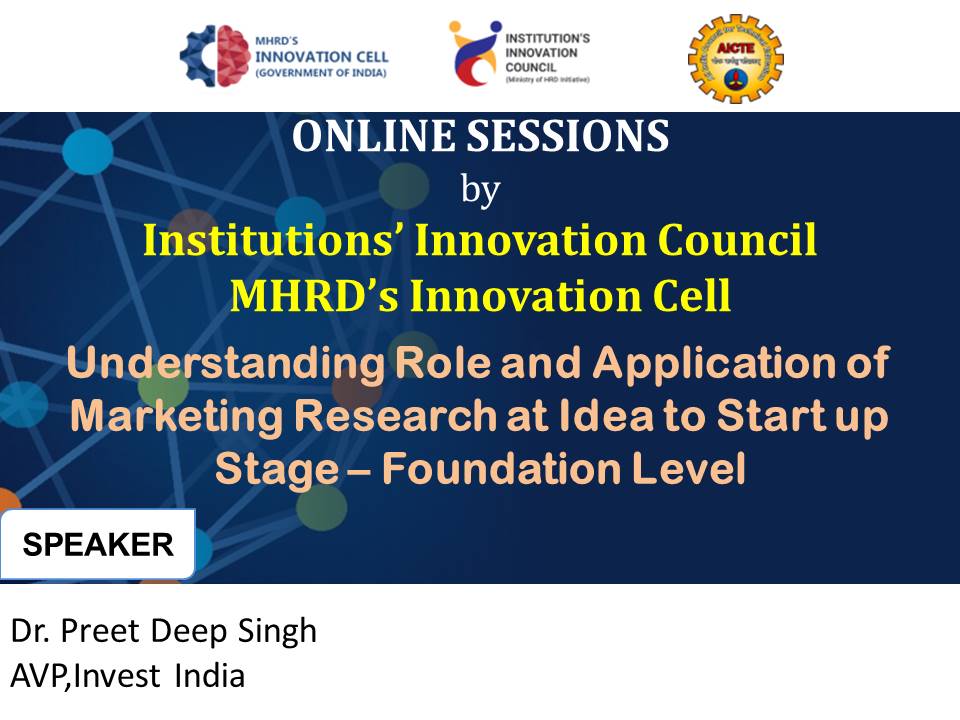 MHRD'S
INNOVATION CELL
(GOVERNMENT OF INDIA)
INSTITUTION'S
INNOVATION
COUNCIL
(Ministry of HRD Initiative)
AICTE
ONLINE SESSIONS
by
Institutions’ Innovation Council
MHRD’s Innovation Cell
Understanding Role and Application of
Marketing Research at Idea to Start up
Stage – Foundation Level
SPEAKER
Dr. Preet Deep Singh
AVP,Invest India